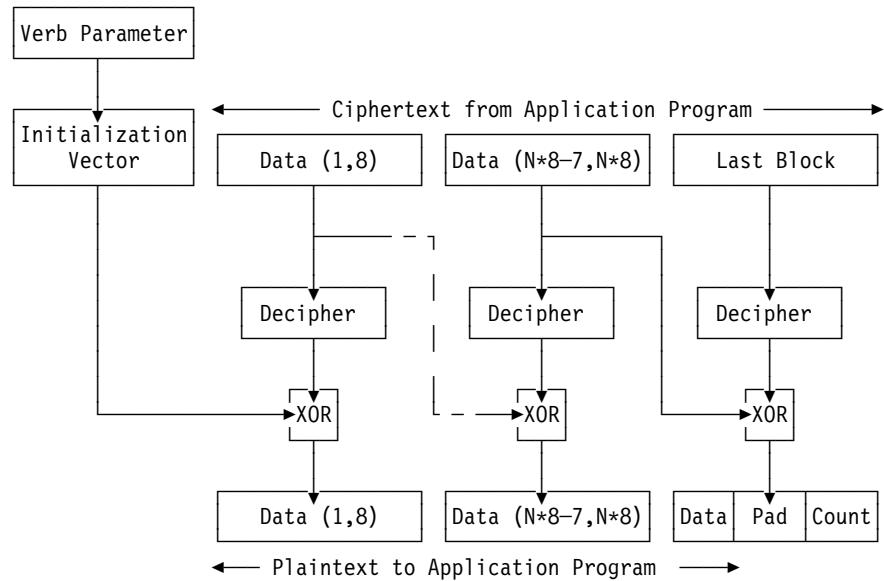 Verb Parameter
Ciphertext from Application Program
Initialization
Vector
Data (1,8) Data (N*8—7,N*8) Last Block
Decipher Decipher Decipher
XOR XOR XOR
Data (1,8) Data (N*8—7,N*8) Data Pad Count
Plaintext to Application Program